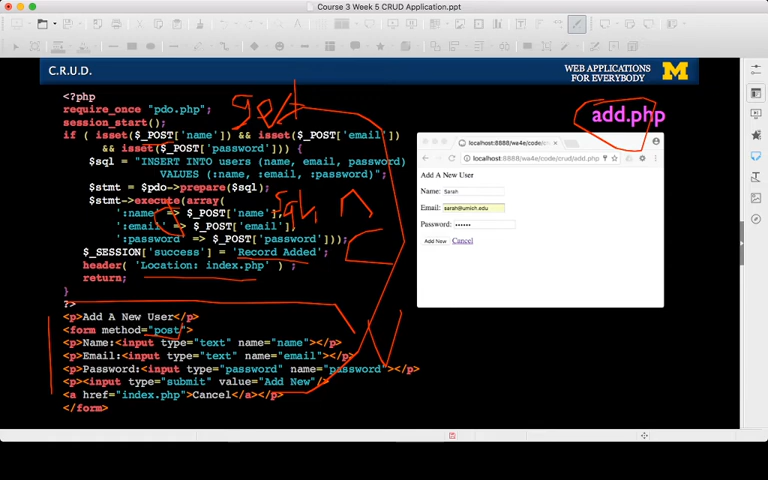 Course 3 Week 5 CRUD Application.ppt
C.R.U.D.
WEB APPLICATIONS
FOR EVERYBODY
M
<?php
require_once "pdo.php";
session_start();
if ( isset($_POST['name']) && isset($_POST['email'])
&& isset($_POST['password'])) {
$sql = "INSERT INTO users (name, email, password)
VALUES (:name, :email, :password)";
$stmt = $pdo->prepare($sql);
$stmt->execute(array(
':name' => $_POST['name'],
':email' => $_POST['email'],
':password' => $_POST['password']));
$_SESSION['success'] = 'Record Added';
header( 'Location: index.php' ) ;
return;
}
?>
<p>Add A New User</p>
<form method="post">
<p>Name:<input type="text" name="name"></p>
<p>Email:<input type="text" name="email"></p>
<p>Password:<input type="password" name="password"></p>
<p><input type="submit" value="Add New"/>
<a href="index.php">Cancel</a></p>
</form>
add.php
localhost:8888/wa4e/code/crud
localhost:8888/wa4e/code/crud/add.php
Add A New User
Name: Sarah
Email: sarah@umich.edu
Password: ••••••
Add New Cancel